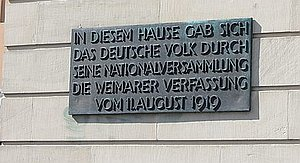 IN DIESEM HAUSE GAB SICH
DAS DEUTSCHE VOLK DURCH
SEINE NATIONALVERSAMMLUNG
DIE WEIMARER VERFASSUNG
VOM 11. AUGUST 1919